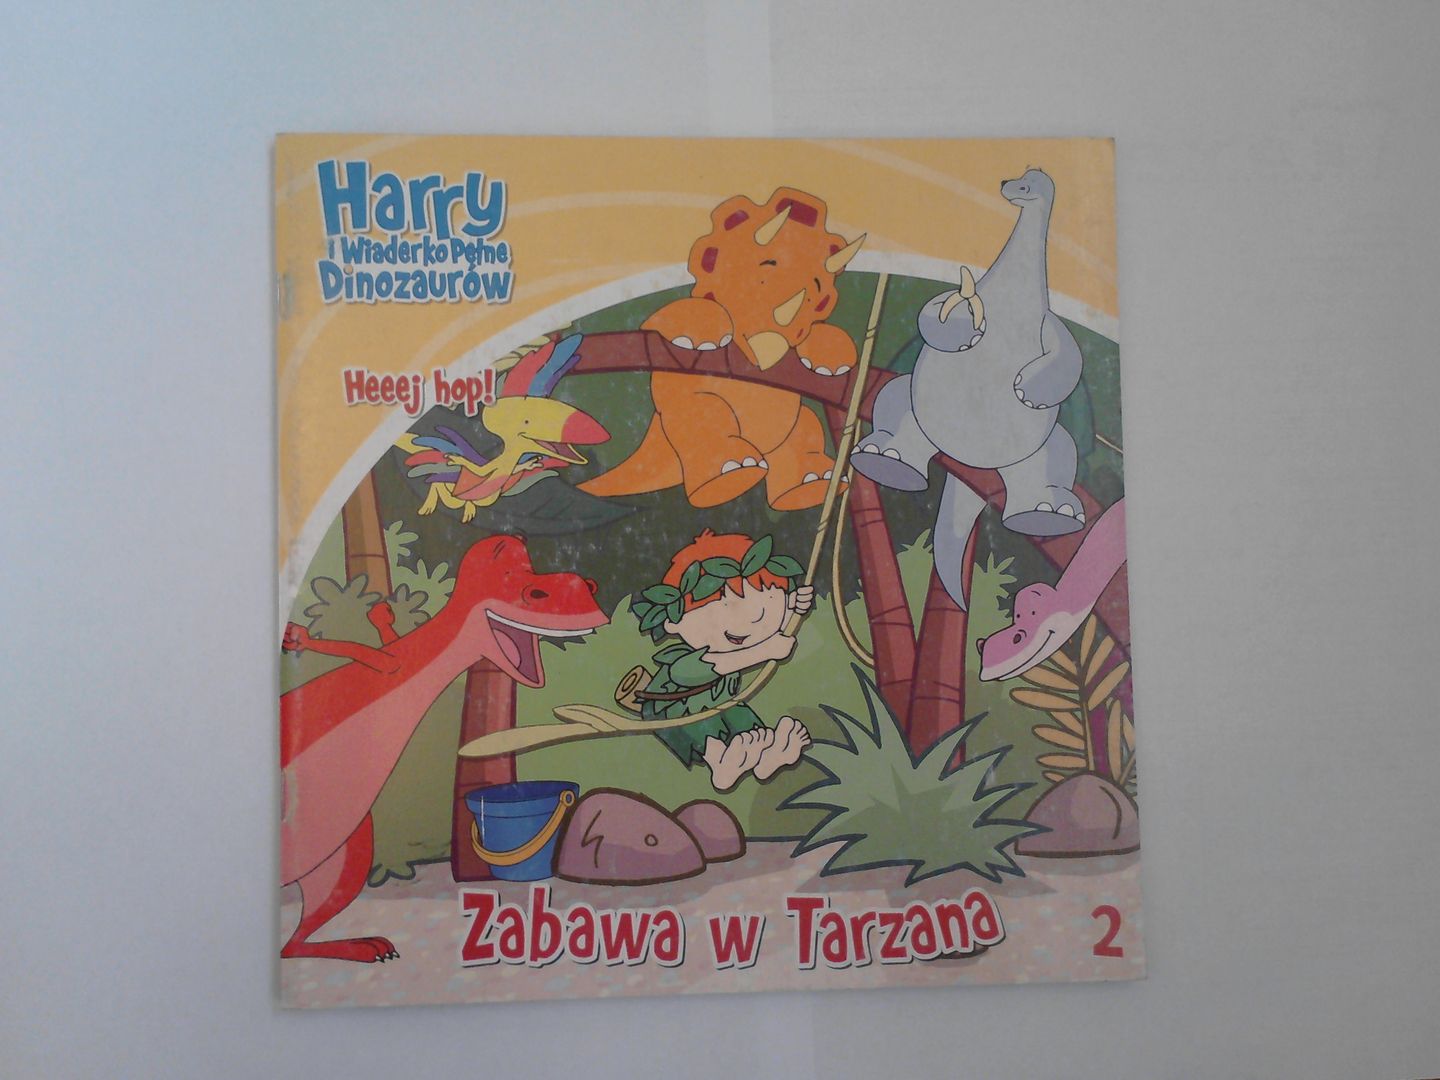 Harry
i Wiaderko Pełne
Dinozaurów
Heeej hop!
Zabawa w Tarzana
2